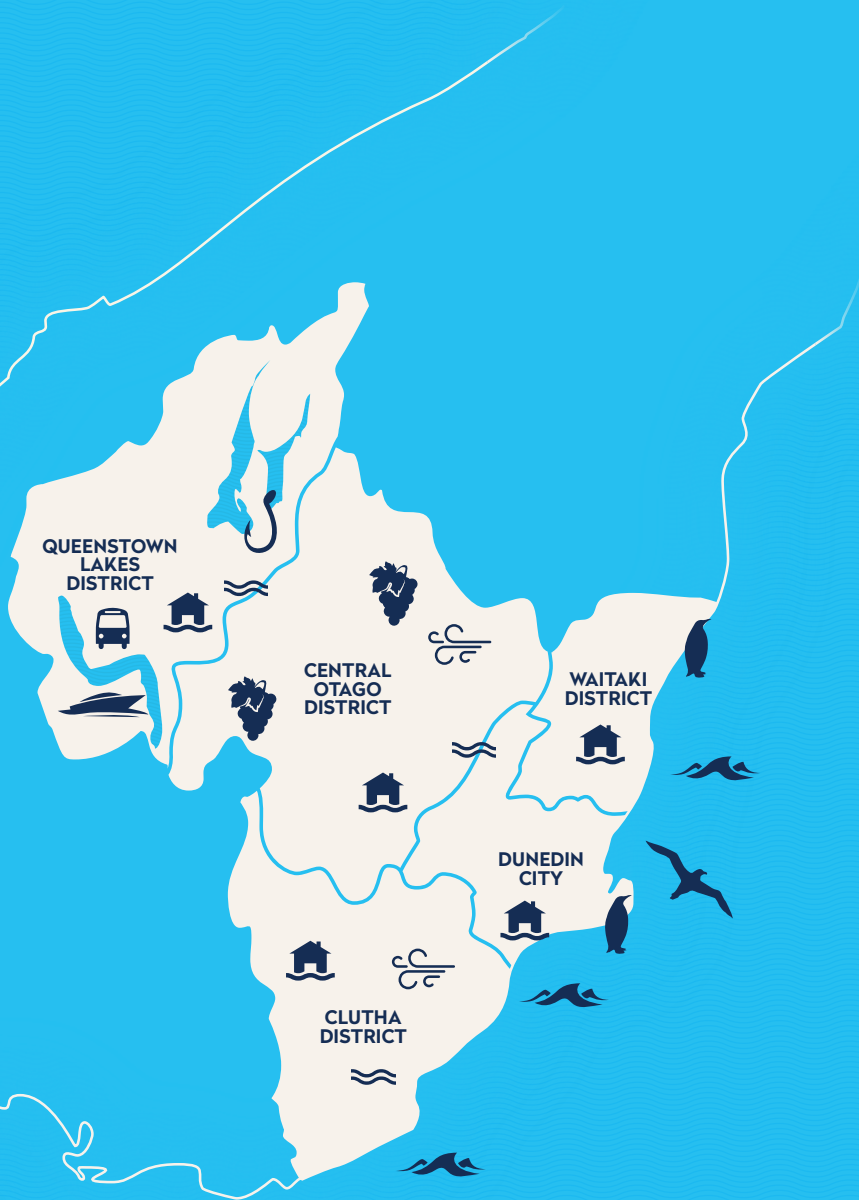 QUEENSTOWN
LAKES
DISTRICT
CENTRAL
OTAGO
DISTRICT
WAITAKI
DISTRICT
DUNEDIN
CITY
CLUTHA
DISTRICT